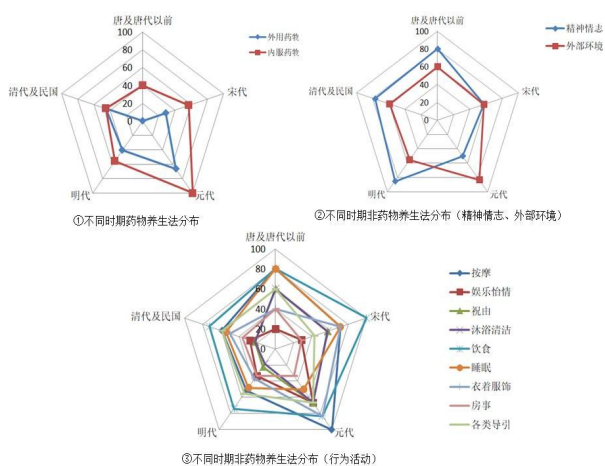 唐及唐代以前
100
80
60
40
20
0
宋代
元代
明代
清代及民国
外用药物
内服药物
①不同时期药物养生法分布
唐及唐代以前
100
80
60
40
20
0
宋代
元代
明代
清代及民国
精神情志
外部环境
②不同时期非药物养生法分布（精神情志、外部环境）
唐及唐代以前
100
80
60
40
20
0
宋代
元代
明代
清代及民国
按摩
娱乐怡情
祝由
沐浴清洁
饮食
睡眠
衣着服饰
房事
各类导引
③不同时期非药物养生法分布（行为活动）